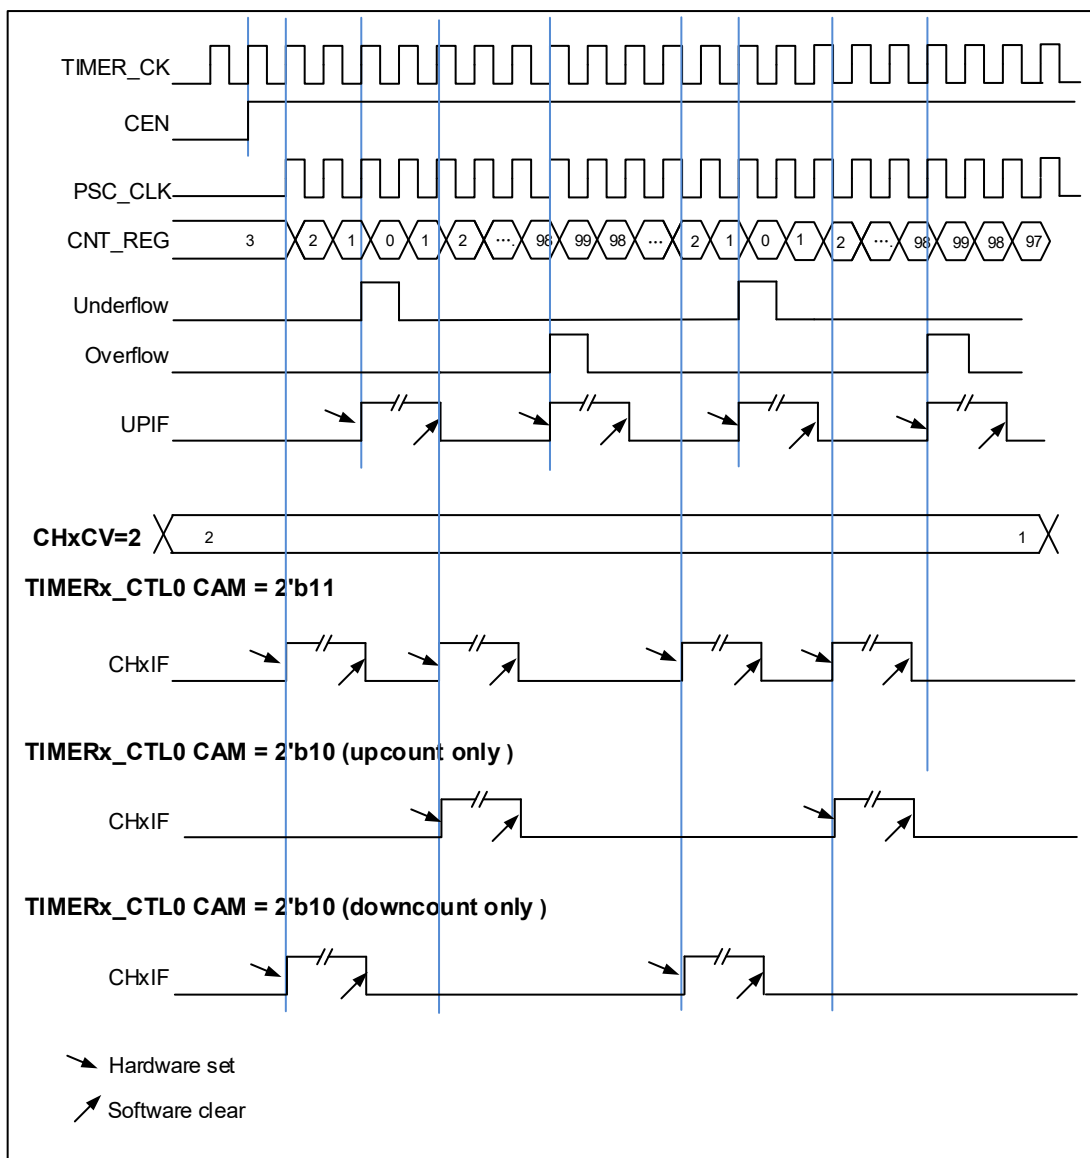 TIMER_CK
CEN
PSC_CLK
CNT_REG 3 2 1 0 1 2 .... 98 99 98 ... 2 1 0 1 2 .... 98 99 98 97
Underflow
Overflow
UPIF
CHxCV=2 2 1
TIMERx_CTL0 CAM = 2'b11
CHxIF
TIMERx_CTL0 CAM = 2'b10 (upcount only )
CHxIF
TIMERx_CTL0 CAM = 2'b10 (downcount only )
CHxIF
Hardware set
Software clear